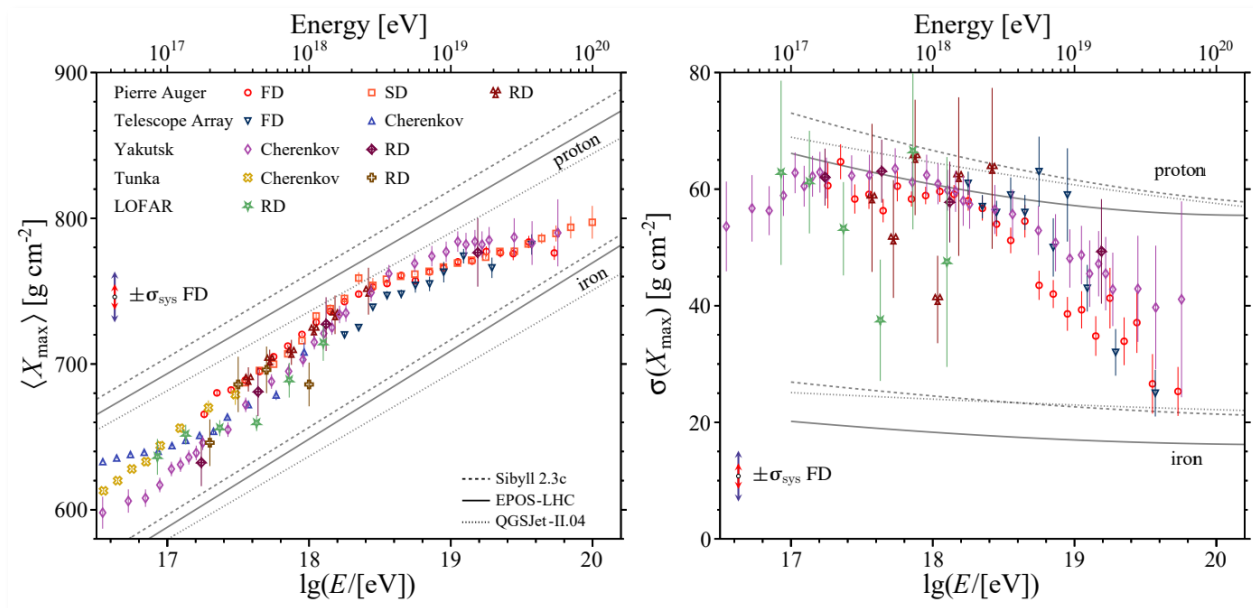 Energy [eV]
10^17 10^18 10^19 10^20
900
800
700
600
⟨X_max⟩ [g cm^-2]
Pierre Auger FD SD RD
Telescope Array FD Cherenkov
Yakutsk Cherenkov RD
Tunka Cherenkov RD
LOFAR RD
proton
iron
±σ_sys FD
Sibyll 2.3c
EPOS-LHC
QGSJet-II.04
17 18 19 20
lg(E/[eV])
Energy [eV]
10^17 10^18 10^19 10^20
80
60
40
20
0
σ(X_max) [g cm^-2]
proton
iron
±σ_sys FD
17 18 19 20
lg(E/[eV])